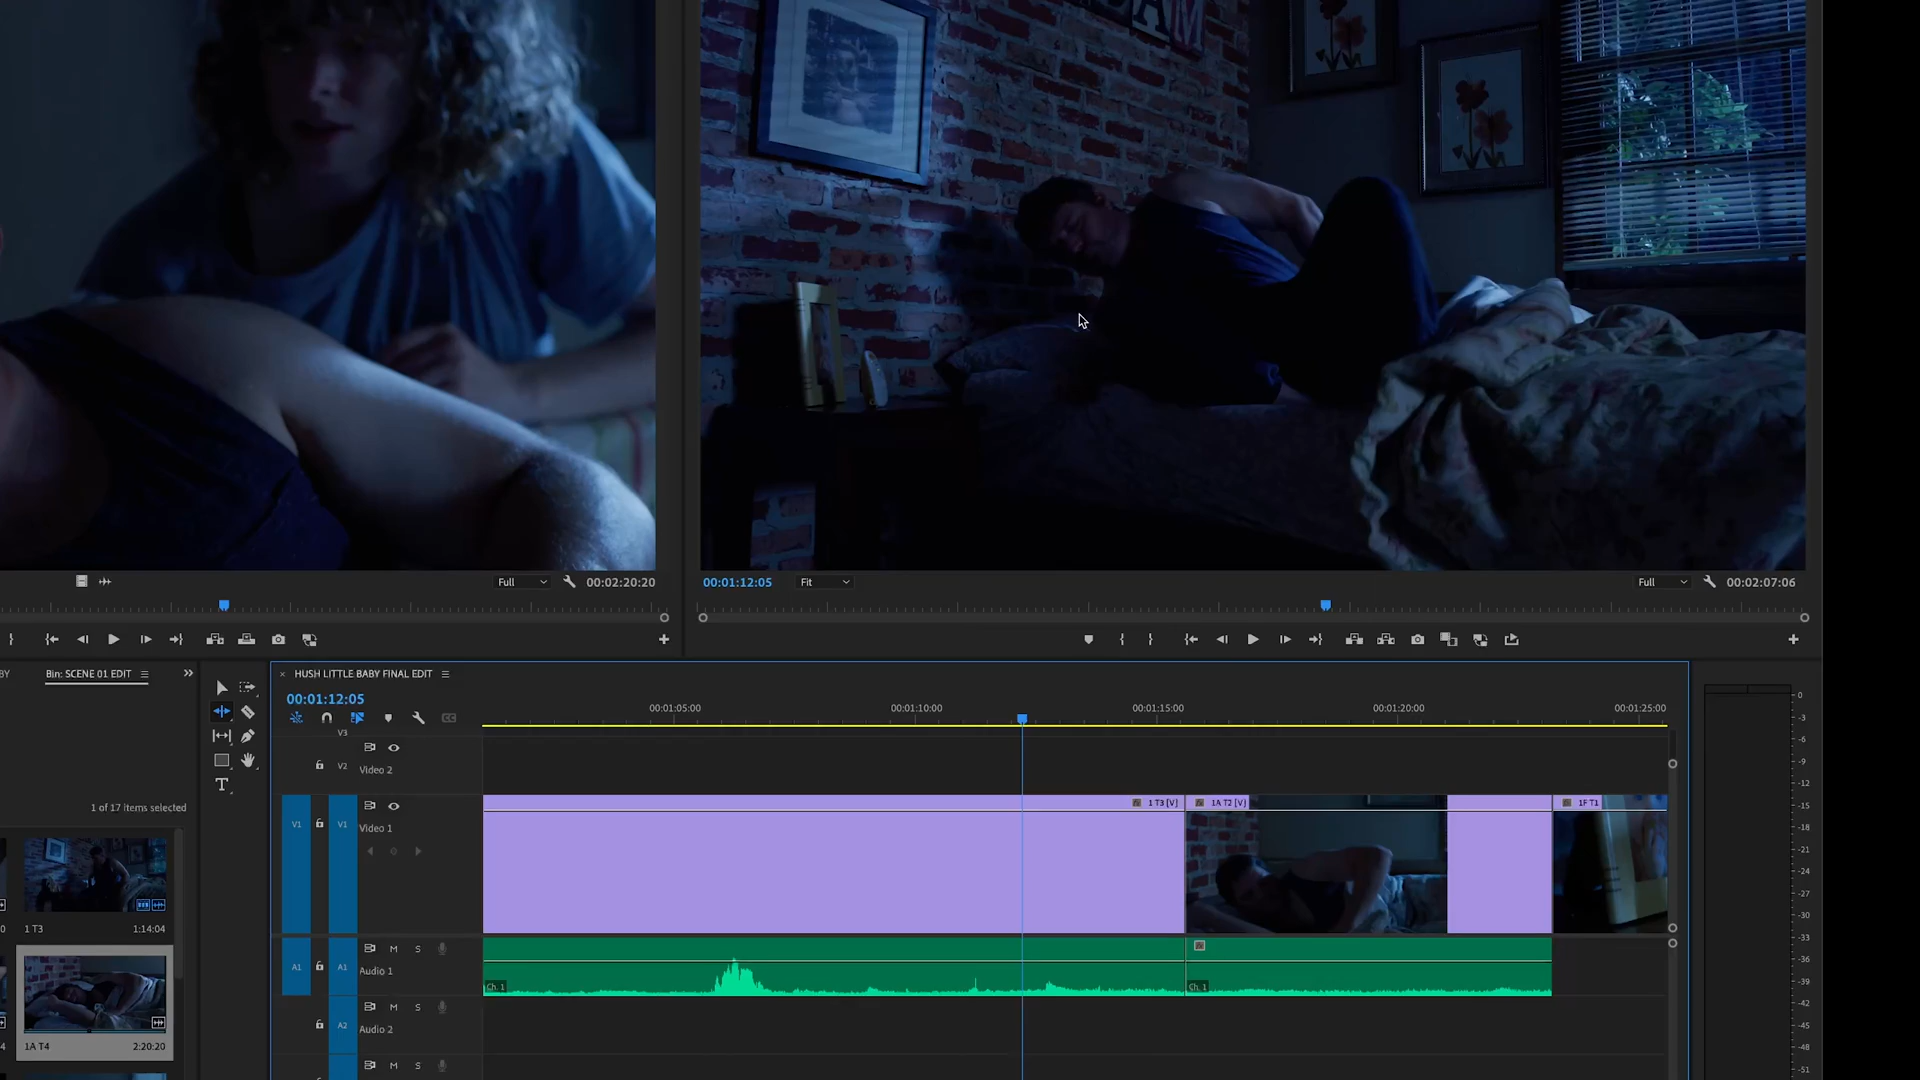 DAM
Full
00:02:20:20
00:01:12:05
Fit
Full
00:02:07:06
BY
Bin: SCENE 01 EDIT
HUSH LITTLE BABY FINAL EDIT
00:01:12:05
00:01:05:00
00:01:10:00
00:01:15:00
00:01:20:00
00:01:25:00
V3
V2
Video 2
1 of 17 items selected
V1
V1
Video 1
1 T3 [V]
1A T2 [V]
1F T1
1 T3
1:14:04
M
S
A1
A1
Audio 1
Ch. 1
Ch. 1
M
S
A2
Audio 2
1A T4
2:20:20
M
S
0
-3
-6
-9
-12
-15
-18
-21
-24
-27
-30
-33
-36
-39
-42
-45
-48
-51